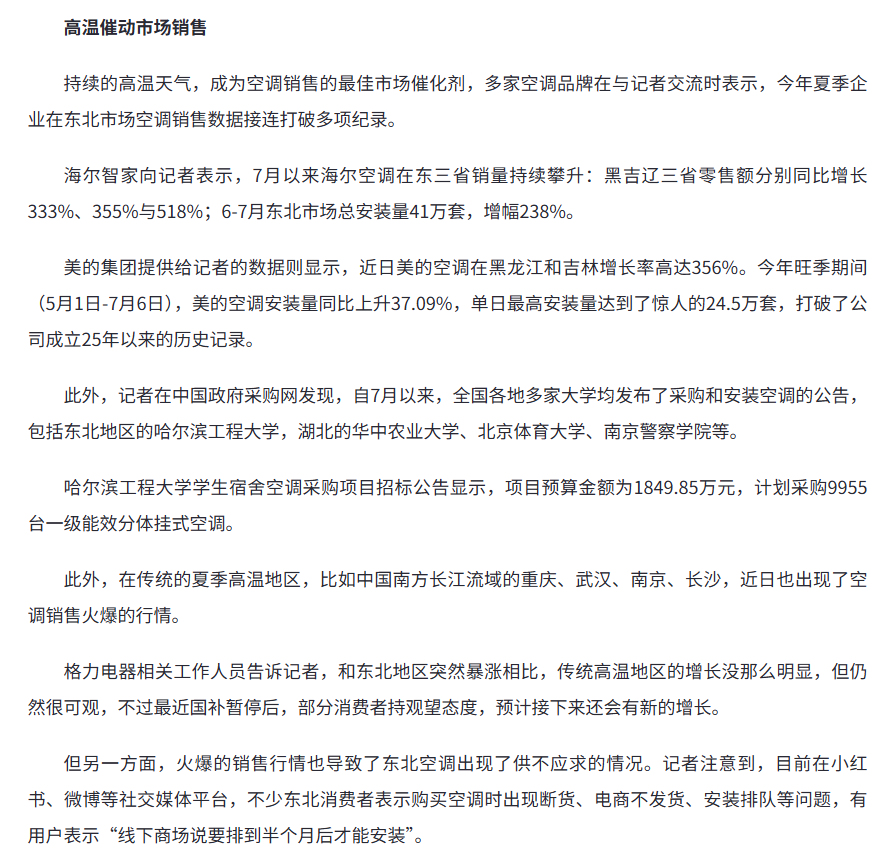 高温催动市场销售
持续的高温天气，成为空调销售的最佳市场催化剂，多家空调品牌在与记者交流时表示，今年夏季企
业在东北市场空调销售数据接连打破多项纪录。
海尔智家向记者表示，7月以来海尔空调在东三省销量持续攀升：黑吉辽三省零售额分别同比增长
333%、355%与518%；6-7月东北市场总安装量41万套，增幅238%。
美的集团提供给记者的数据则显示，近日美的空调在黑龙江和吉林增长率高达356%。今年旺季期间
（5月1日-7月6日），美的空调安装量同比上升37.09%，单日最高安装量达到了惊人的24.5万套，打破了公
司成立25年以来的历史记录。
此外，记者在中国政府采购网发现，自7月以来，全国各地多家大学均发布了采购和安装空调的公告，
包括东北地区的哈尔滨工程大学，湖北的华中农业大学、北京体育大学、南京警察学院等。
哈尔滨工程大学学生宿舍空调采购项目招标公告显示，项目预算金额为1849.85万元，计划采购9955
台一级能效分体挂式空调。
此外，在传统的夏季高温地区，比如中国南方长江流域的重庆、武汉、南京、长沙，近日也出现了空
调销售火爆的行情。
格力电器相关工作人员告诉记者，和东北地区突然暴涨相比，传统高温地区的增长没那么明显，但仍
然很可观，不过最近国补暂停后，部分消费者持观望态度，预计接下来还会有新的增长。
但另一方面，火爆的销售行情也导致了东北空调出现了供不应求的情况。记者注意到，目前在小红
书、微博等社交媒体平台，不少东北消费者表示购买空调时出现断货、电商不发货、安装排队等问题，有
用户表示“线下商场说要排到半个月后才能安装”。